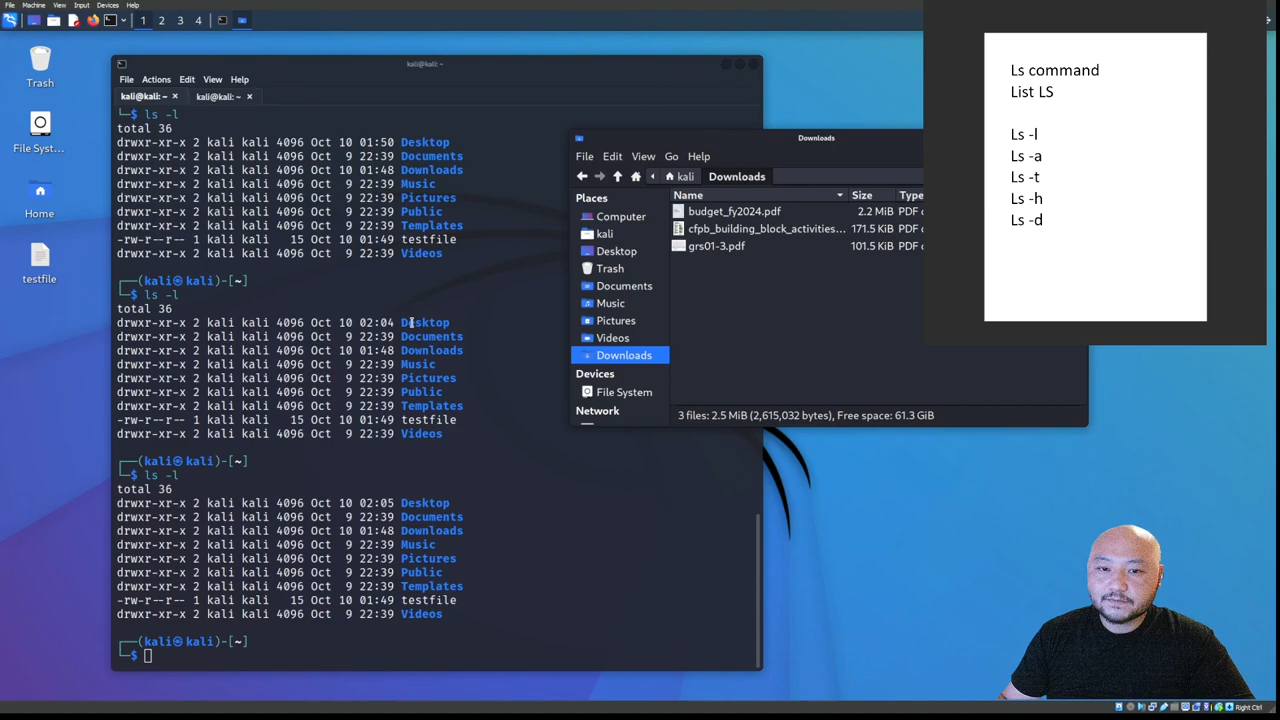 File Machine View Input Devices Help
1 2 3 4
Trash
File Syst...
Home
testfile
kali@kali: ~
File Actions Edit View Help
kali@kali: ~ × kali@kali: ~ ×
└─$ ls -l
total 36
drwxr-xr-x 2 kali kali 4096 Oct 10 01:50 Desktop
drwxr-xr-x 2 kali kali 4096 Oct  9 22:39 Documents
drwxr-xr-x 2 kali kali 4096 Oct 10 01:48 Downloads
drwxr-xr-x 2 kali kali 4096 Oct  9 22:39 Music
drwxr-xr-x 2 kali kali 4096 Oct  9 22:39 Pictures
drwxr-xr-x 2 kali kali 4096 Oct  9 22:39 Public
drwxr-xr-x 2 kali kali 4096 Oct  9 22:39 Templates
-rw-r--r-- 1 kali kali   15 Oct 10 01:49 testfile
drwxr-xr-x 2 kali kali 4096 Oct  9 22:39 Videos
┌──(kali㉿kali)-[~]
└─$ ls -l
total 36
drwxr-xr-x 2 kali kali 4096 Oct 10 02:04 Desktop
drwxr-xr-x 2 kali kali 4096 Oct  9 22:39 Documents
drwxr-xr-x 2 kali kali 4096 Oct 10 01:48 Downloads
drwxr-xr-x 2 kali kali 4096 Oct  9 22:39 Music
drwxr-xr-x 2 kali kali 4096 Oct  9 22:39 Pictures
drwxr-xr-x 2 kali kali 4096 Oct  9 22:39 Public
drwxr-xr-x 2 kali kali 4096 Oct  9 22:39 Templates
-rw-r--r-- 1 kali kali   15 Oct 10 01:49 testfile
drwxr-xr-x 2 kali kali 4096 Oct  9 22:39 Videos
┌──(kali㉿kali)-[~]
└─$ ls -l
total 36
drwxr-xr-x 2 kali kali 4096 Oct 10 02:05 Desktop
drwxr-xr-x 2 kali kali 4096 Oct  9 22:39 Documents
drwxr-xr-x 2 kali kali 4096 Oct 10 01:48 Downloads
drwxr-xr-x 2 kali kali 4096 Oct  9 22:39 Music
drwxr-xr-x 2 kali kali 4096 Oct  9 22:39 Pictures
drwxr-xr-x 2 kali kali 4096 Oct  9 22:39 Public
drwxr-xr-x 2 kali kali 4096 Oct  9 22:39 Templates
-rw-r--r-- 1 kali kali   15 Oct 10 01:49 testfile
drwxr-xr-x 2 kali kali 4096 Oct  9 22:39 Videos
┌──(kali㉿kali)-[~]
└─$
Downloads
File Edit View Go Help
kali Downloads
Places
Computer
kali
Desktop
Trash
Documents
Music
Pictures
Videos
Downloads
Devices
File System
Network
Name Size Type
budget_fy2024.pdf 2.2 MiB PDF
cfpb_building_block_activities... 171.5 KiB PDF
grs01-3.pdf 101.5 KiB PDF
3 files: 2.5 MiB (2,615,032 bytes), Free space: 61.3 GiB
Ls command
List LS
Ls -l
Ls -a
Ls -t
Ls -h
Ls -d
Right Ctrl